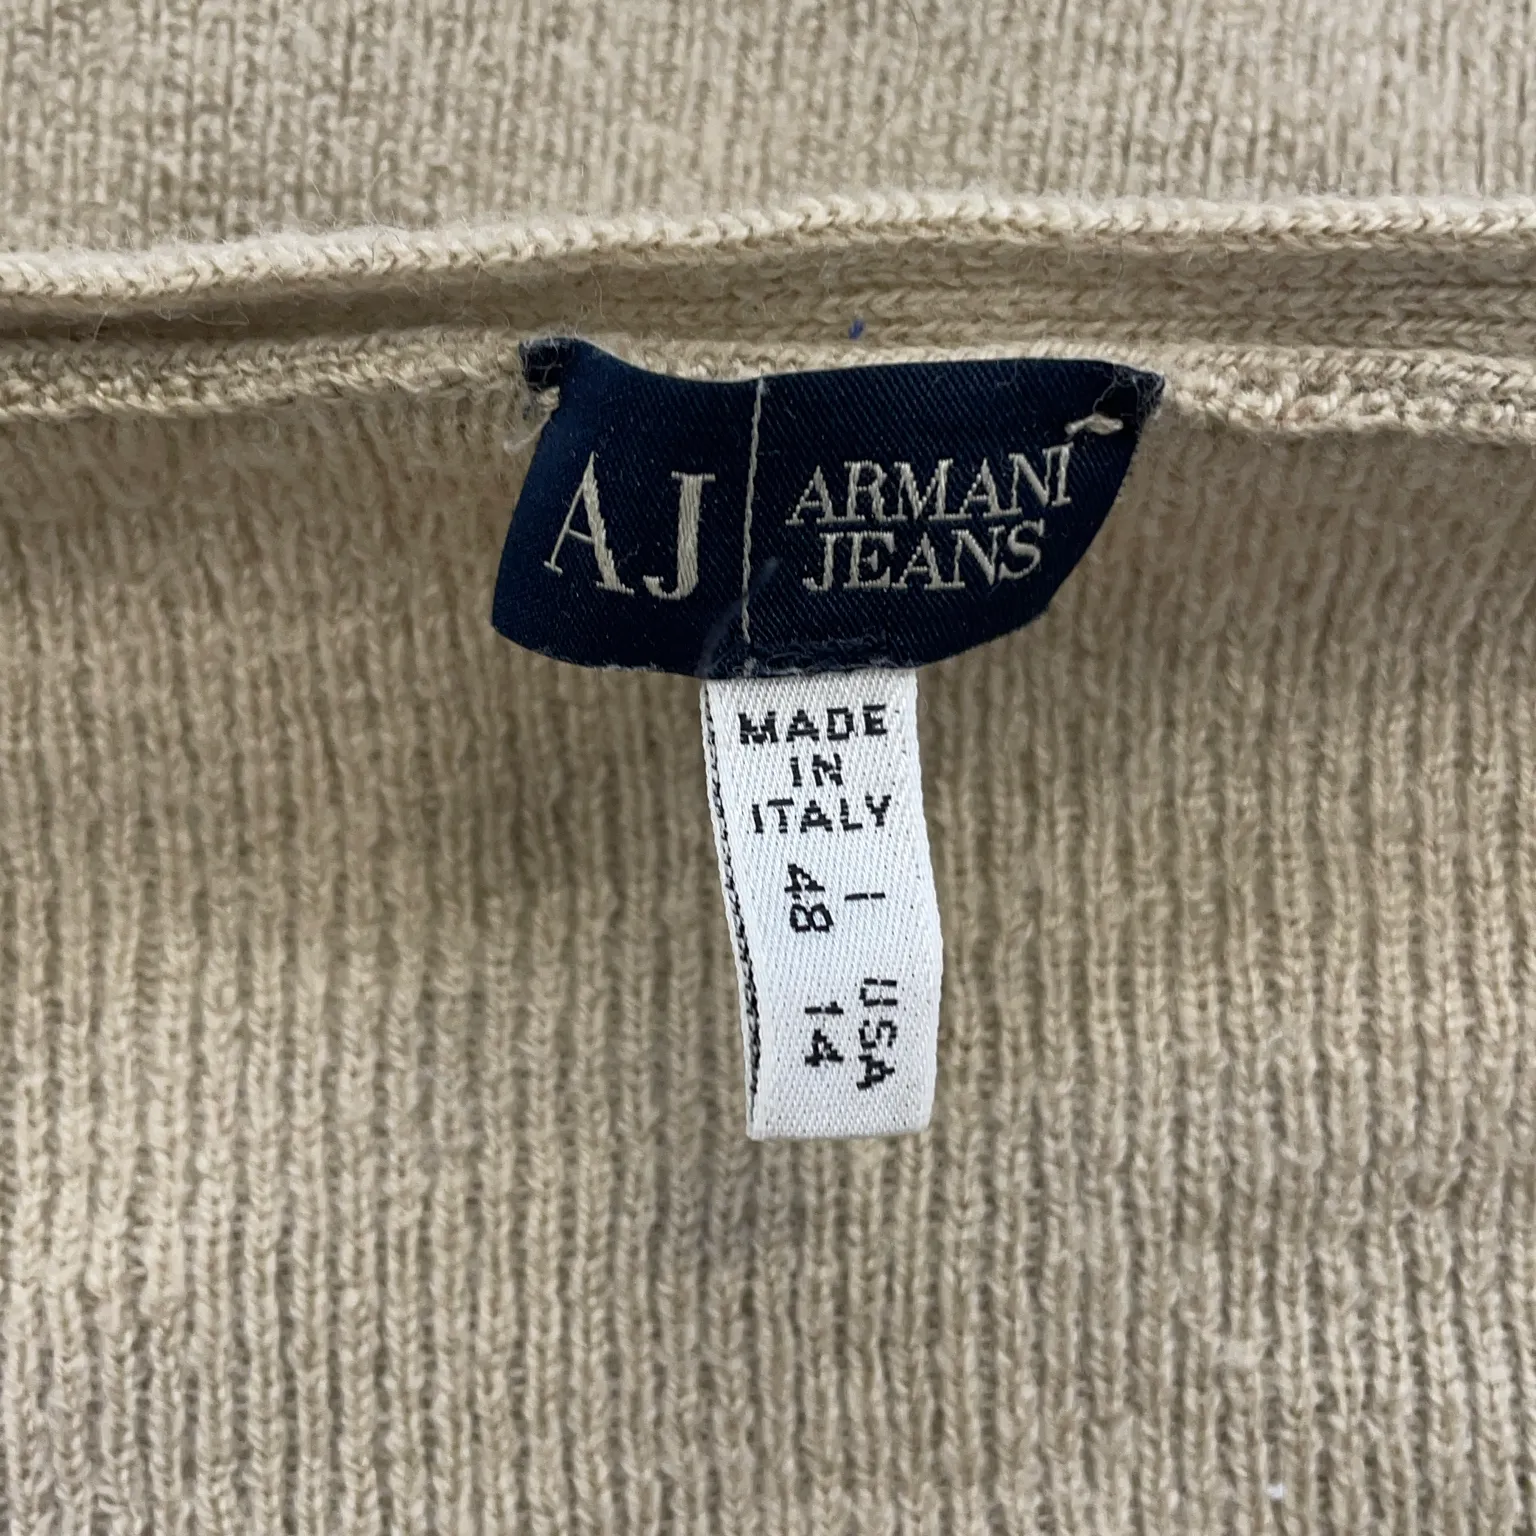 AJ
ARMANI
JEANS
MADE
IN
ITALY
I
48
USA
14